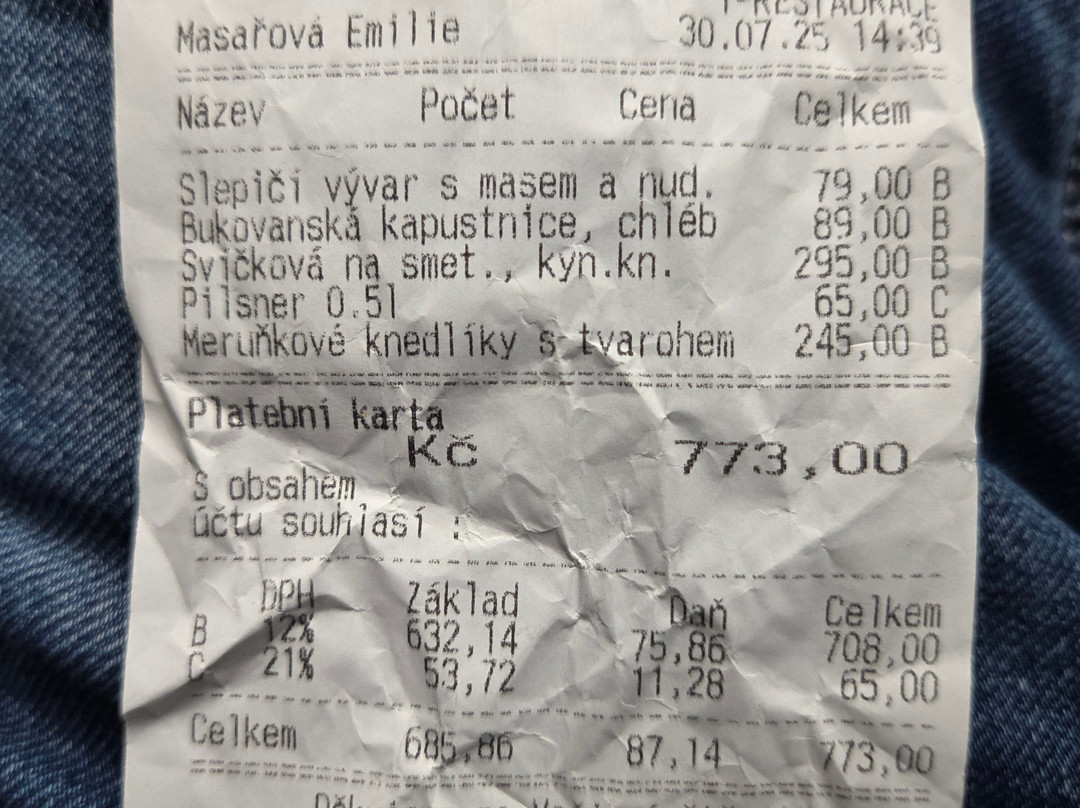 T-RESTAURACE
Masařová Emilie 30.07.25 14:39
Název Počet Cena Celkem
Slepičí vývar s masem a nud. 79,00 B
Bukovanská kapustnice, chléb 89,00 B
Svíčková na smet., kyn.kn. 295,00 B
Pilsner 0.5l 65,00 C
Meruňkové knedlíky s tvarohem 245,00 B
Platební karta
Kč 773,00
S obsahem
účtu souhlasí :
DPH Základ Daň Celkem
B 12% 632,14 75,86 708,00
C 21% 53,72 11,28 65,00
Celkem 685,86 87,14 773,00